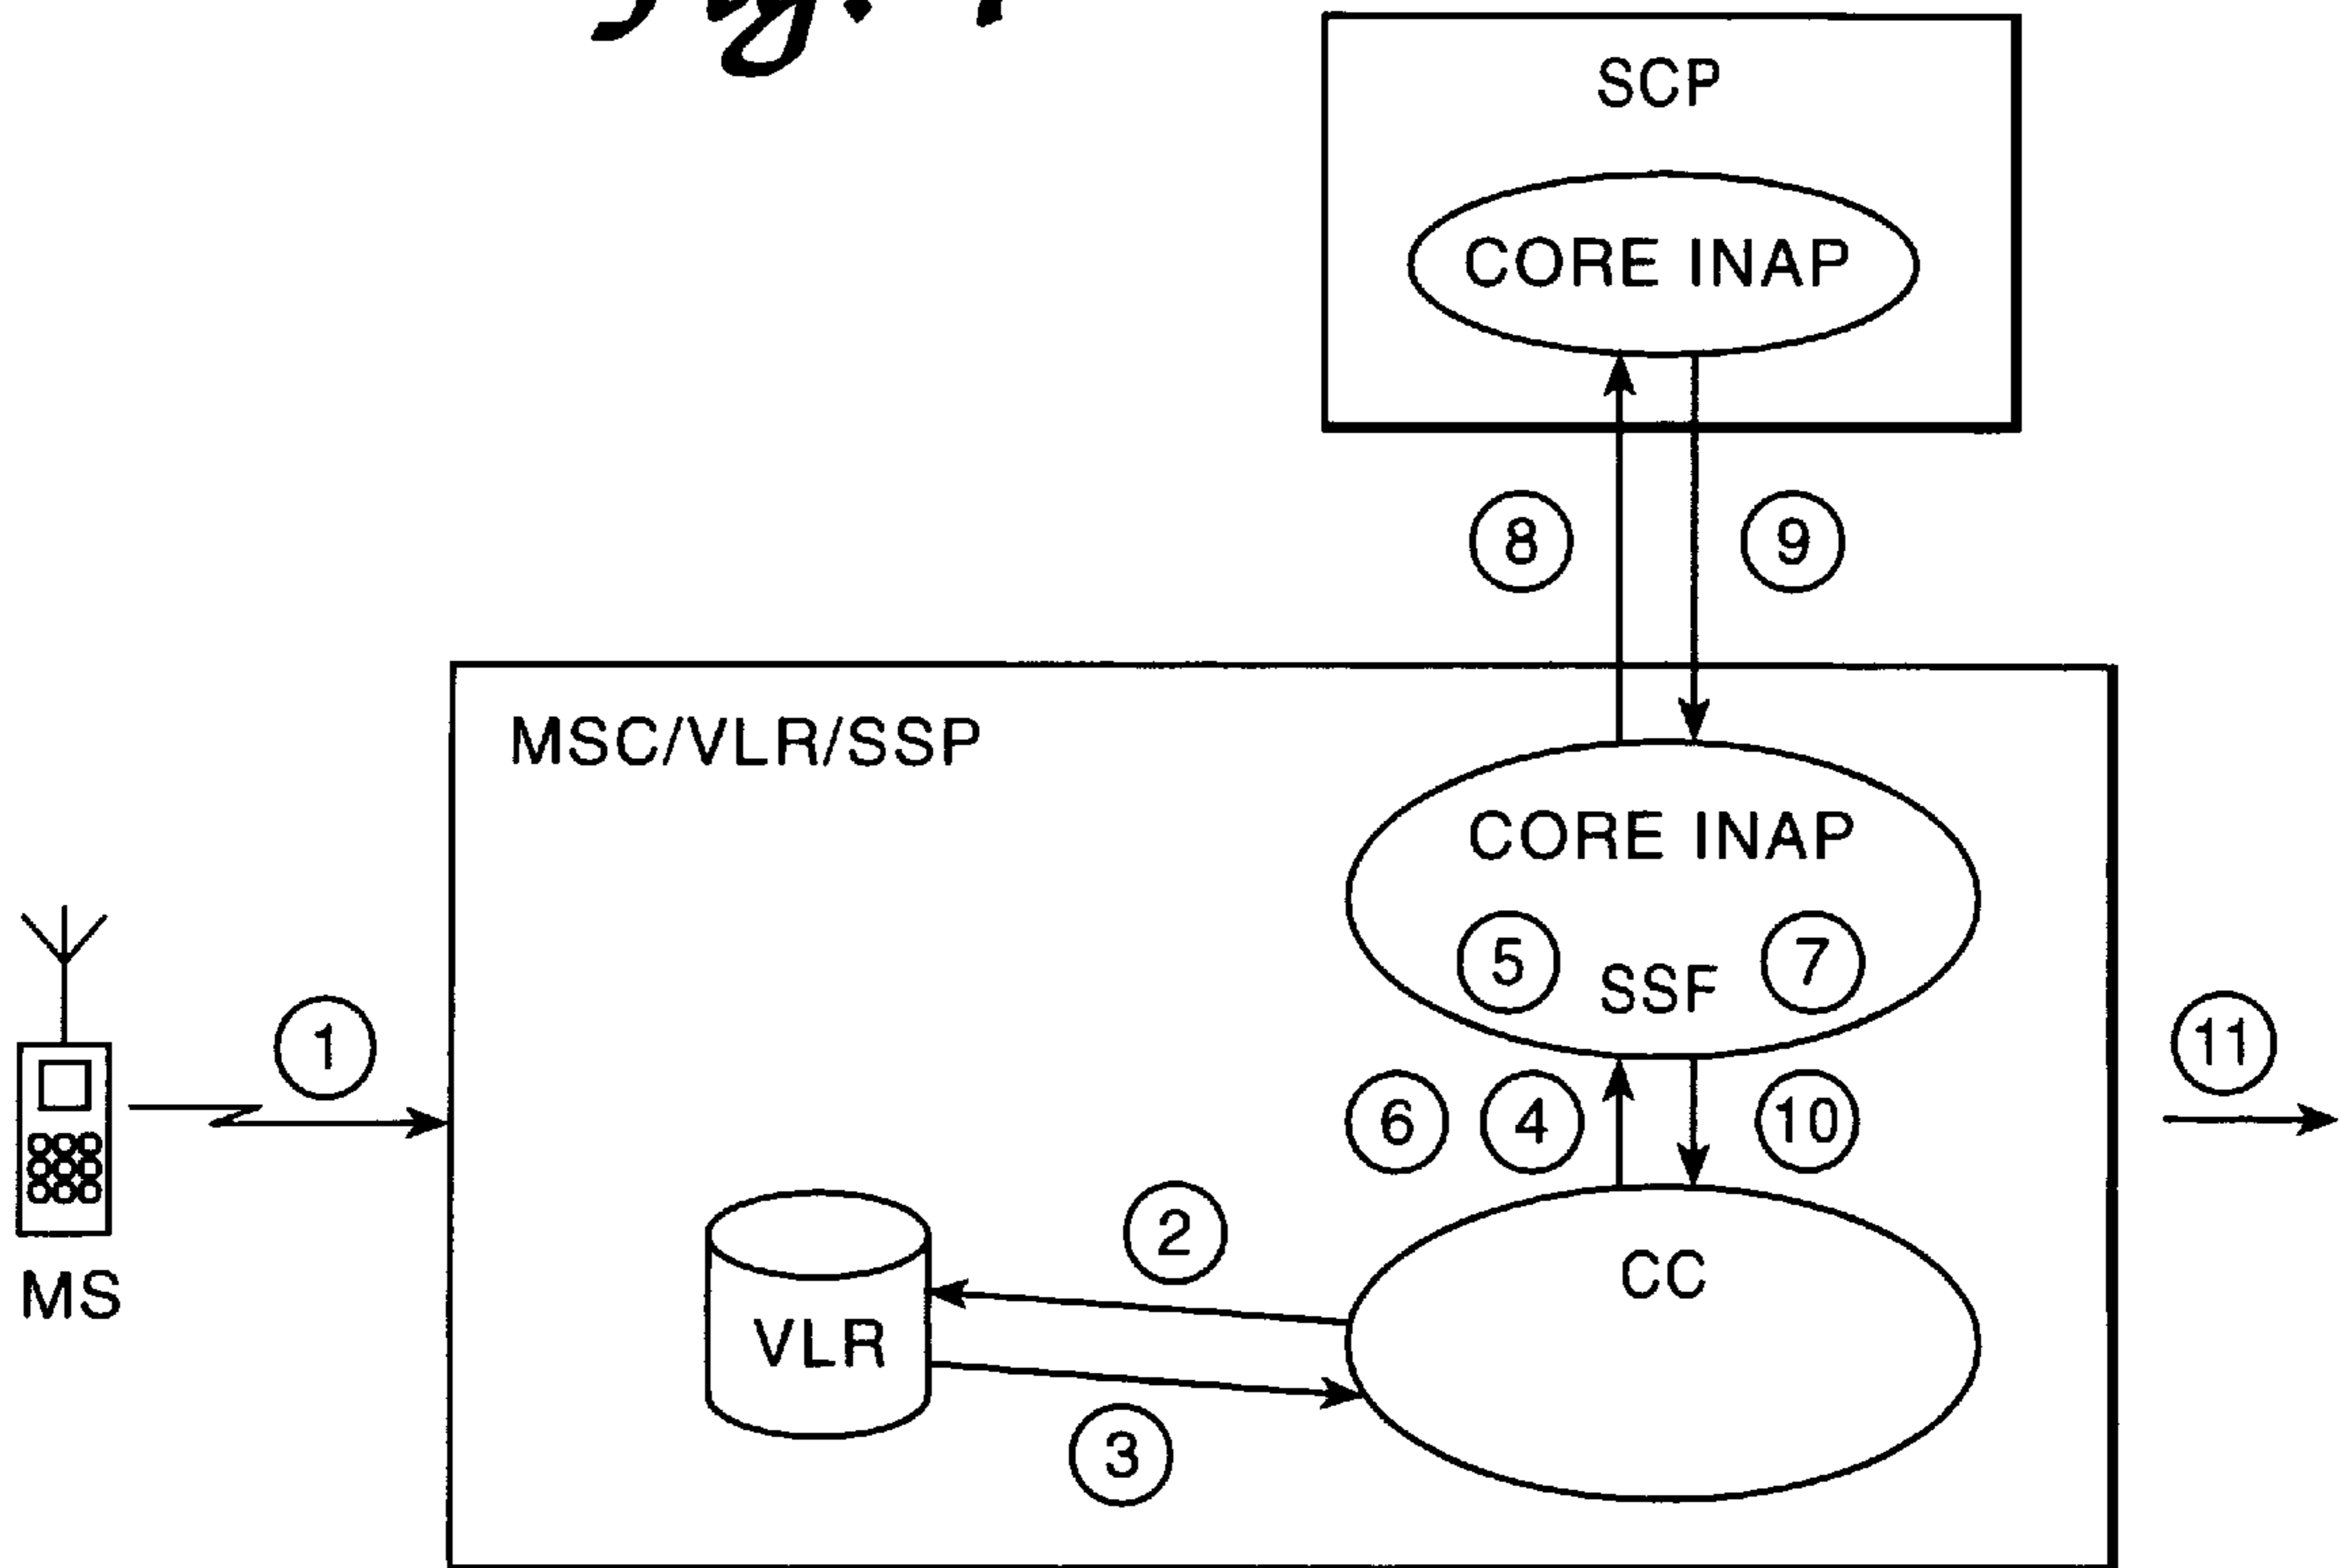 SCP
CORE INAP
8
9
MSC/VLR/SSP
CORE INAP
5
SSF
7
1
11
6
4
10
2
CC
MS
VLR
3